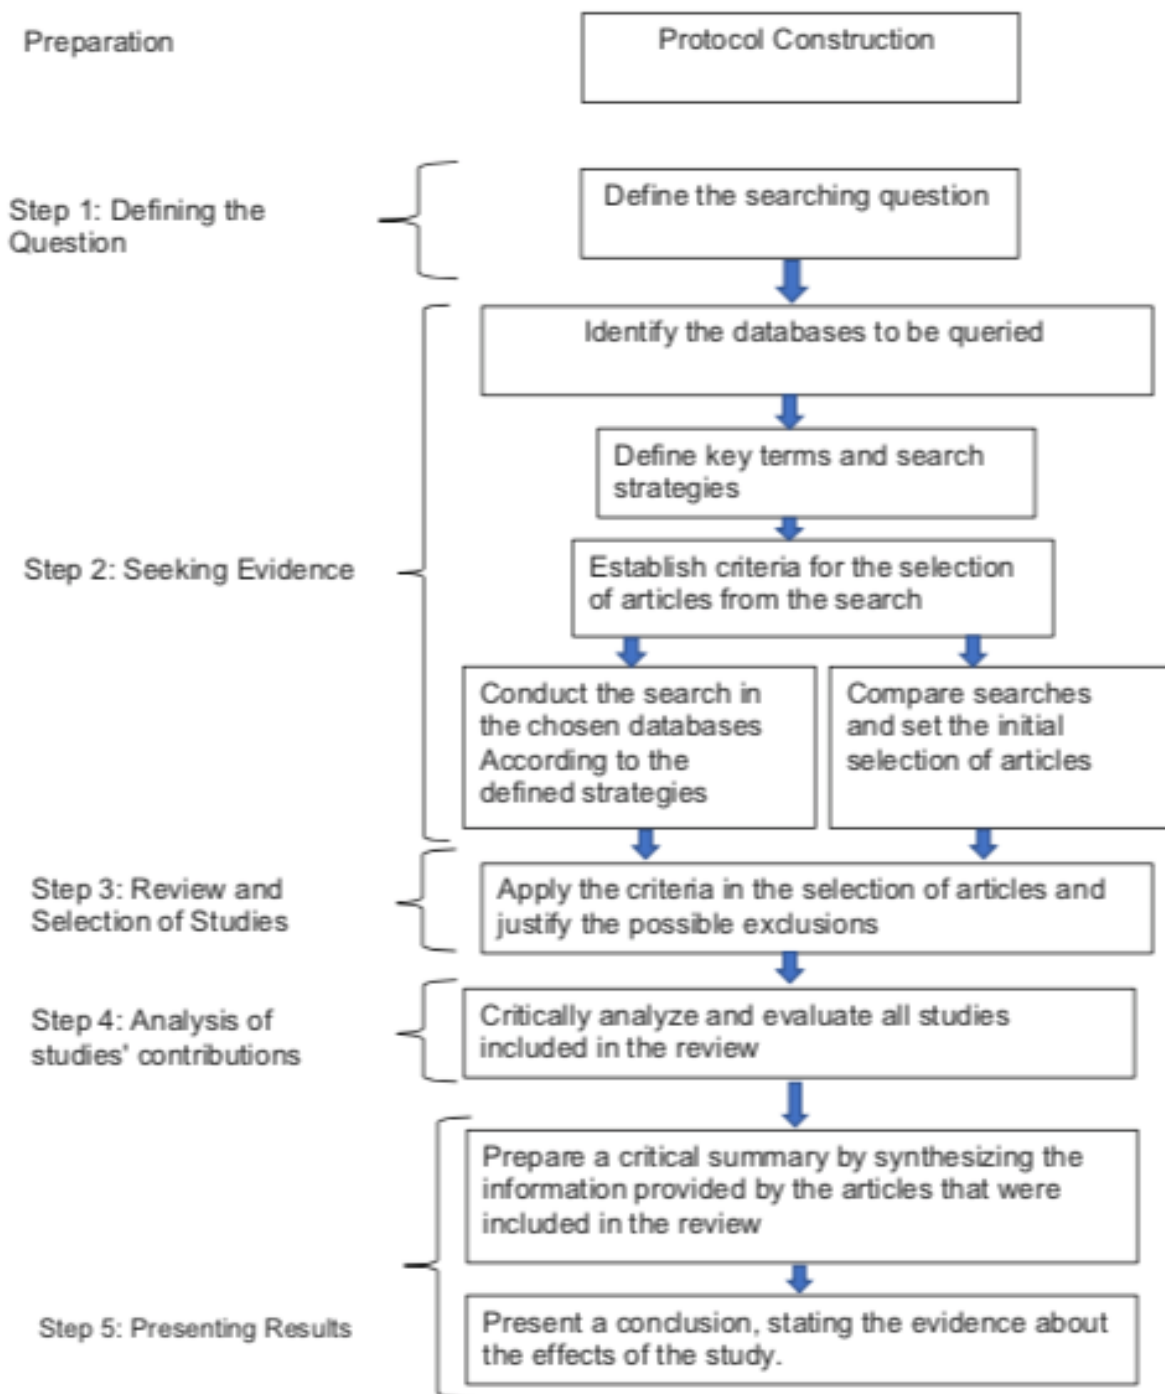 Preparation
Protocol Construction
Step 1: Defining the
Question
Define the searching question
Identify the databases to be queried
Define key terms and search
strategies
Step 2: Seeking Evidence
Establish criteria for the selection
of articles from the search
Conduct the search in
the chosen databases
According to the
defined strategies
Compare searches
and set the initial
selection of articles
Step 3: Review and
Selection of Studies
Apply the criteria in the selection of articles and
justify the possible exclusions
Step 4: Analysis of
studies' contributions
Critically analyze and evaluate all studies
included in the review
Prepare a critical summary by synthesizing the
information provided by the articles that were
included in the review
Step 5: Presenting Results
Present a conclusion, stating the evidence about
the effects of the study.